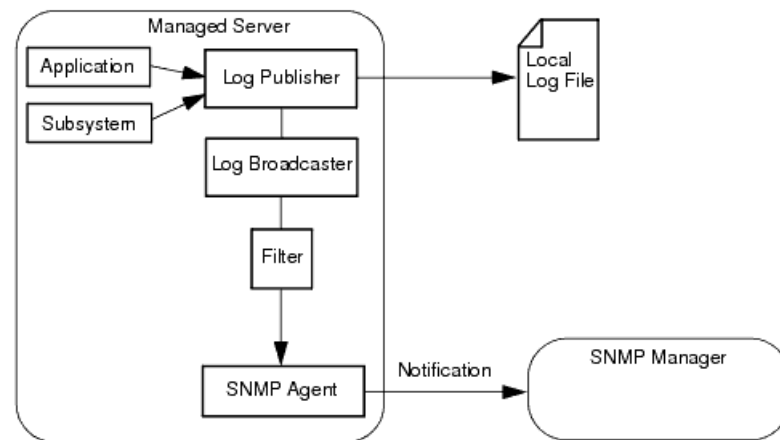 Managed Server
Application
Log Publisher
Local
Log File
Subsystem
Log Broadcaster
Filter
SNMP Agent
Notification
SNMP Manager